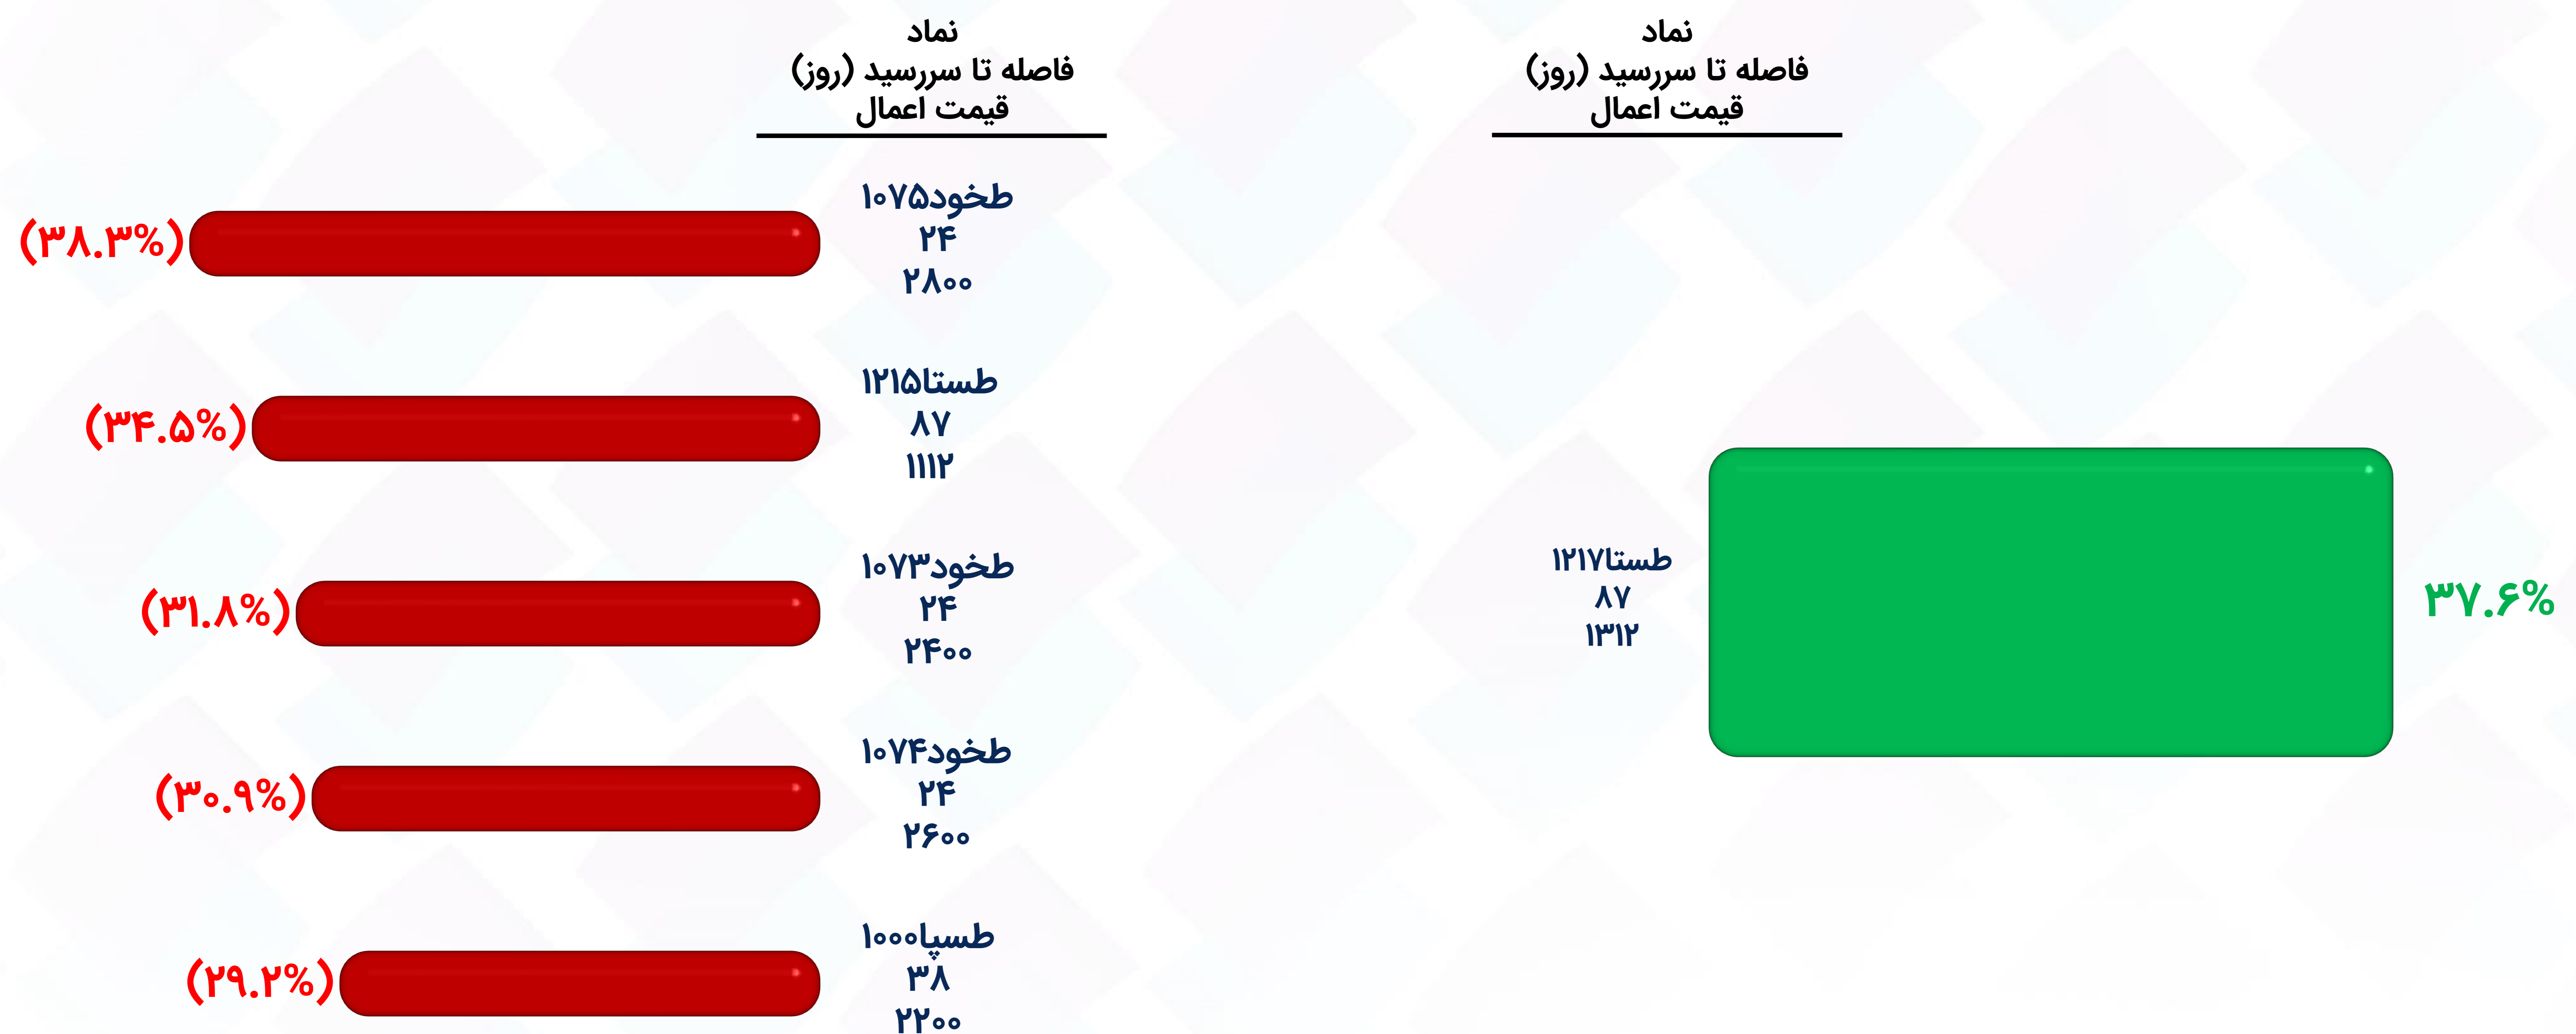 نماد
فاصله تا سررسید (روز)
قیمت اعمال
طستا۱۲۱۷
۸۷
۱۳۱۲
۳۷.۶%
نماد
فاصله تا سررسید (روز)
قیمت اعمال
طخود۱۰۷۵
۲۴
۲۸۰۰
(۳۸.۳%)
طستا۱۲۱۵
۸۷
۱۱۱۲
(۳۴.۵%)
طخود۱۰۷۳
۲۴
۲۴۰۰
(۳۱.۸%)
طخود۱۰۷۴
۲۴
۲۶۰۰
(۳۰.۹%)
طسپا۱۰۰۰
۳۸
۲۲۰۰
(۲۹.۲%)